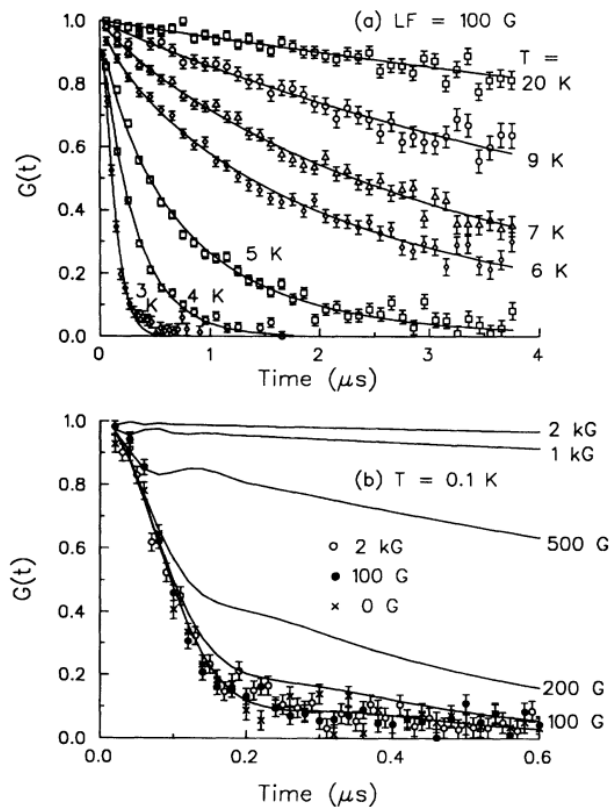 (a) LF = 100 G
T =
20 K
9 K
7 K
6 K
5 K
4 K
3 K
G(t)
1.0
0.8
0.6
0.4
0.2
0.0
0 1 2 3 4
Time (μs)
2 kG
1 kG
(b) T = 0.1 K
500 G
2 kG
100 G
0 G
200 G
100 G
G(t)
1.0
0.8
0.6
0.4
0.2
0.0
0.0 0.2 0.4 0.6
Time (μs)